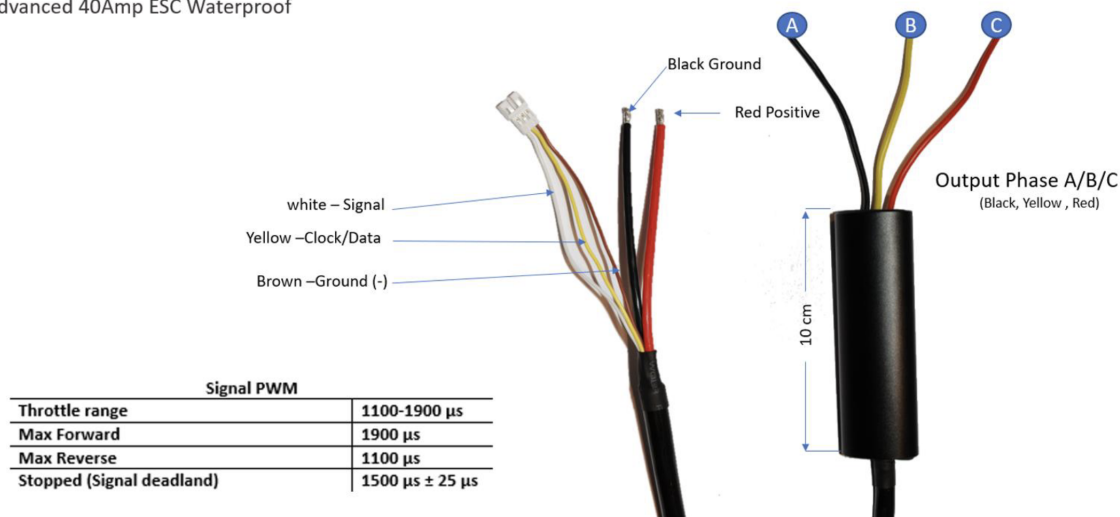 dvanced 40Amp ESC Waterproof
A
B
C
Black Ground
Red Positive
Output Phase A/B/C
(Black, Yellow , Red)
white – Signal
Yellow –Clock/Data
Brown –Ground (-)
10 cm
Signal PWM
Throttle range 1100-1900 µs
Max Forward 1900 µs
Max Reverse 1100 µs
Stopped (Signal deadland) 1500 µs ± 25 µs